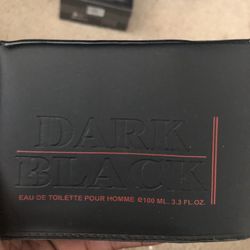 DARK
BLACK
EAU DE TOILETTE POUR HOMME ℮100 ML. 3.3 FL.OZ.